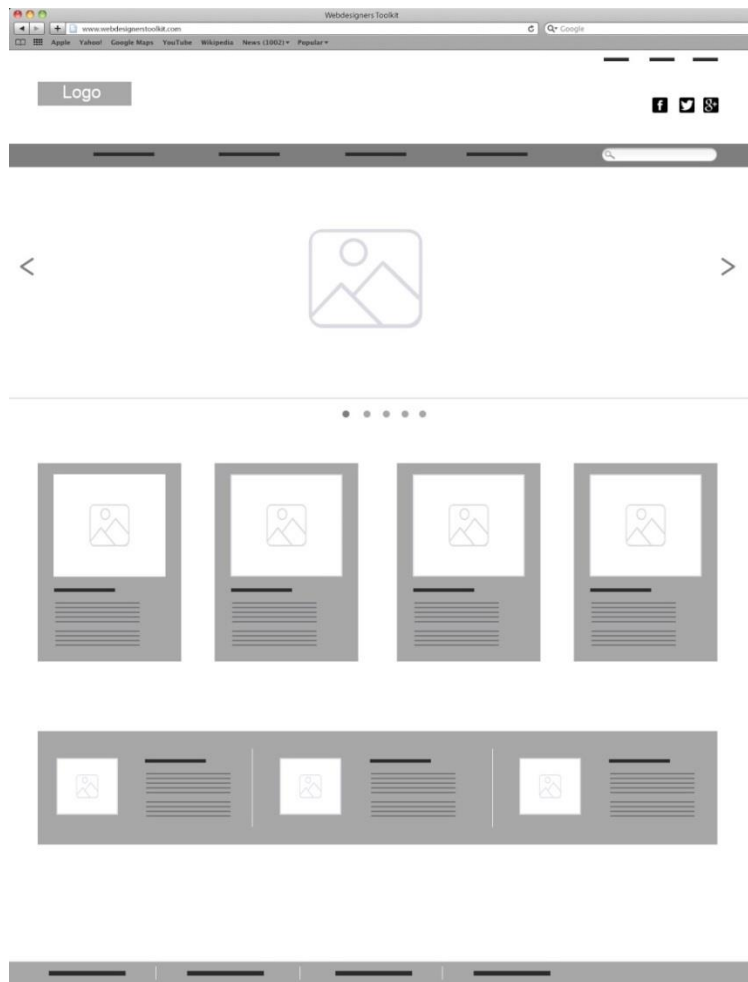 Webdesigners Toolkit
www.webdesignerstoolkit.com
Google
Apple Yahoo! Google Maps YouTube Wikipedia News (1002) Popular
Logo